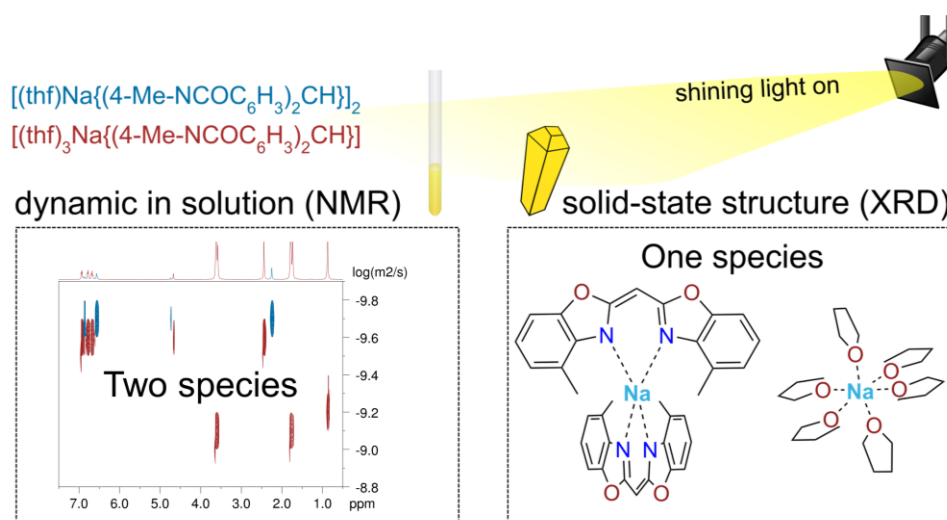 [(thf)Na{(4-Me-NCOC₆H₃)₂CH}]₂
[(thf)₃Na{(4-Me-NCOC₆H₃)₂CH}]
shining light on
dynamic in solution (NMR)
solid-state structure (XRD)
log(m2/s)
-9.8
-9.6
-9.4
-9.2
-9.0
-8.8
Two species
7.0 6.0 5.0 4.0 3.0 2.0 1.0 ppm
One species
O O
N N
Na
N N
O O
O
O
O Na O
O O